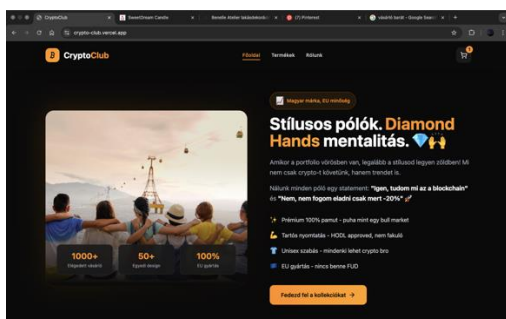 CryptoClub
SweetDream Candle
(7) Pinterest
crypto-club.vercel.app
CryptoClub
Főoldal
Termékek
Rólunk
Magyar márka, EU minőség
Stílusos pólók. Diamond
Hands mentalitás. 💎🙌
Amikor a portfolio vörösben van, legalább a stílusod legyen zöldben! Mi
nem csak crypto-t követünk, hanem trendet is.
Nálunk minden póló egy statement: "Igen, tudom mi az a blockchain"
és "Nem, nem fogom eladni csak mert -20%" 🚀
Prémium 100% pamut - puha mint egy bull market
Tartós nyomtatás - HODL approved, nem fakuló
Unisex szabás - mindenki lehet crypto bro
EU gyártás - nincs benne FUD
Fedezd fel a kollekciókat →
1000+
Elégedett vásárló
50+
Egyedi design
100%
EU gyártás